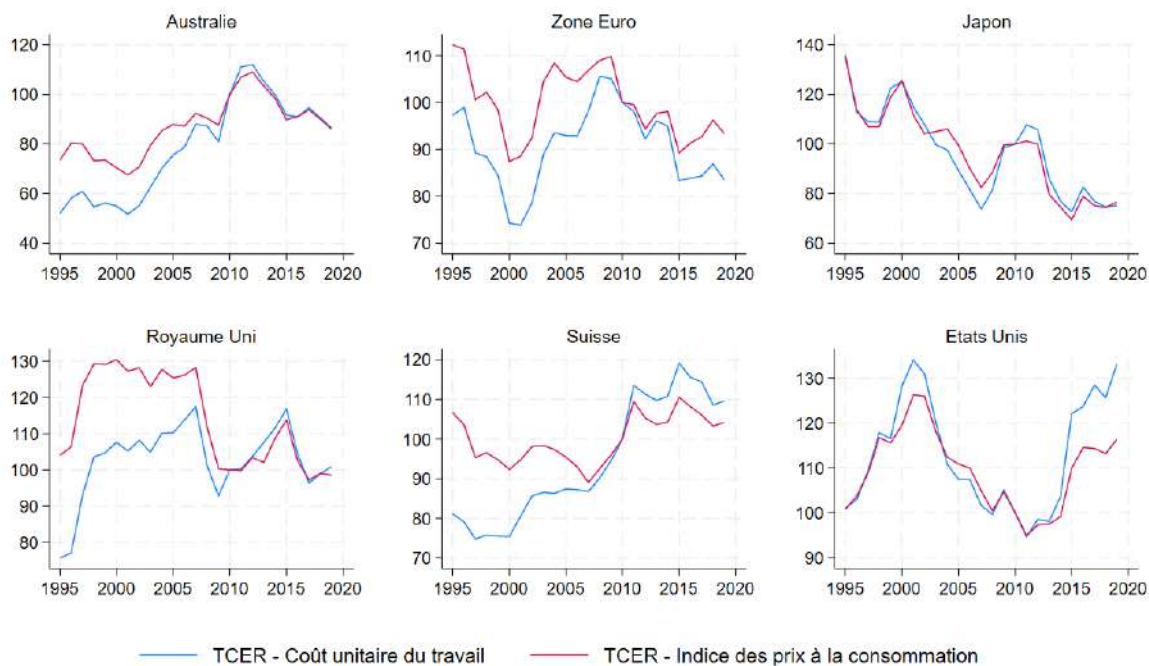 Australie
120
100
80
60
40
1995 2000 2005 2010 2015 2020
Zone Euro
110
100
90
80
70
1995 2000 2005 2010 2015 2020
Japon
140
120
100
80
60
1995 2000 2005 2010 2015 2020
Royaume Uni
130
120
110
100
90
80
1995 2000 2005 2010 2015 2020
Suisse
120
110
100
90
80
70
1995 2000 2005 2010 2015 2020
Etats Unis
130
120
110
100
90
1995 2000 2005 2010 2015 2020
TCER - Coût unitaire du travail
TCER - Indice des prix à la consommation